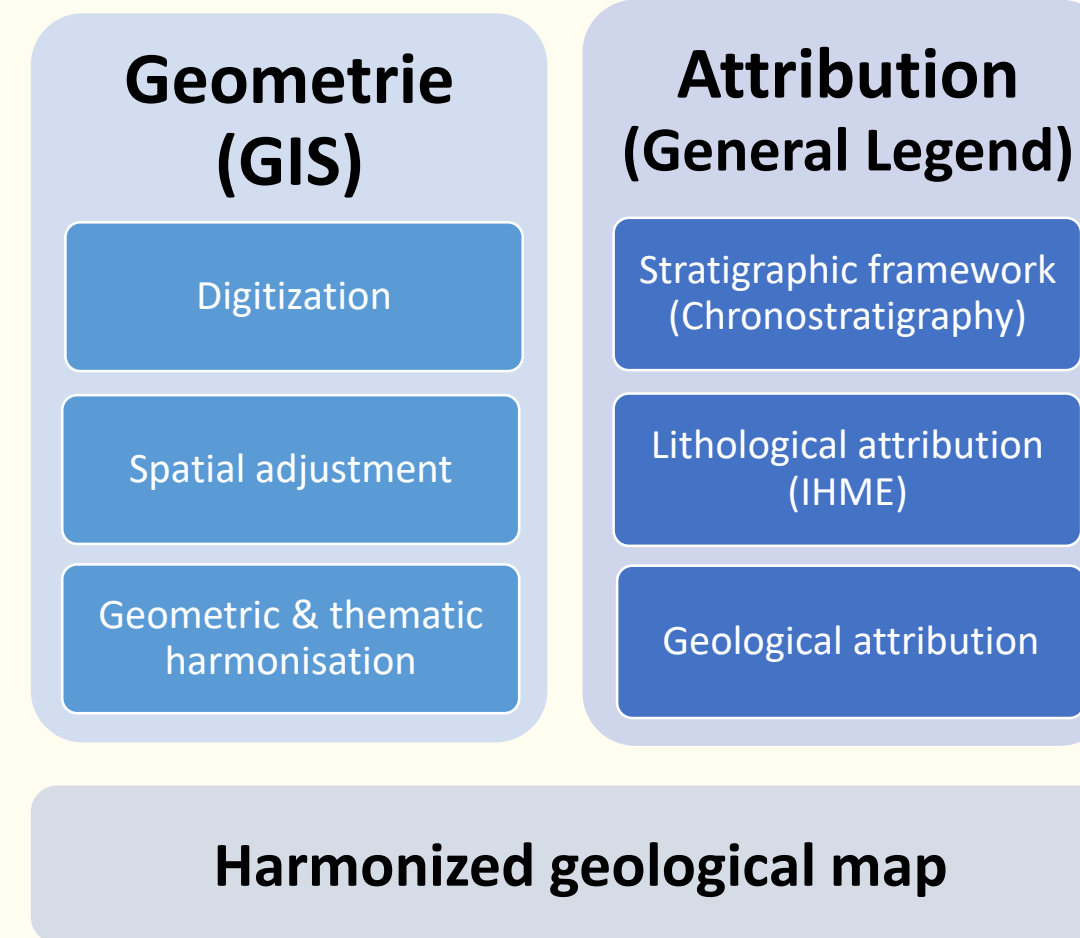 Geometrie
(GIS)
Digitization
Spatial adjustment
Geometric & thematic
harmonisation
Attribution
(General Legend)
Stratigraphic framework
(Chronostratigraphy)
Lithological attribution
(IHME)
Geological attribution
Harmonized geological map